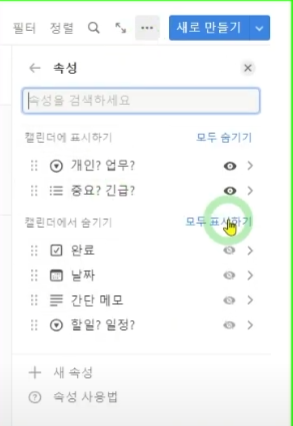 필터 정렬 새로 만들기
속성
속성을 검색하세요
캘린더에 표시하기 모두 숨기기
개인? 업무?
중요? 긴급?
캘린더에서 숨기기 모두 표시하기
완료
날짜
간단 메모
할일? 일정?
새 속성
속성 사용법